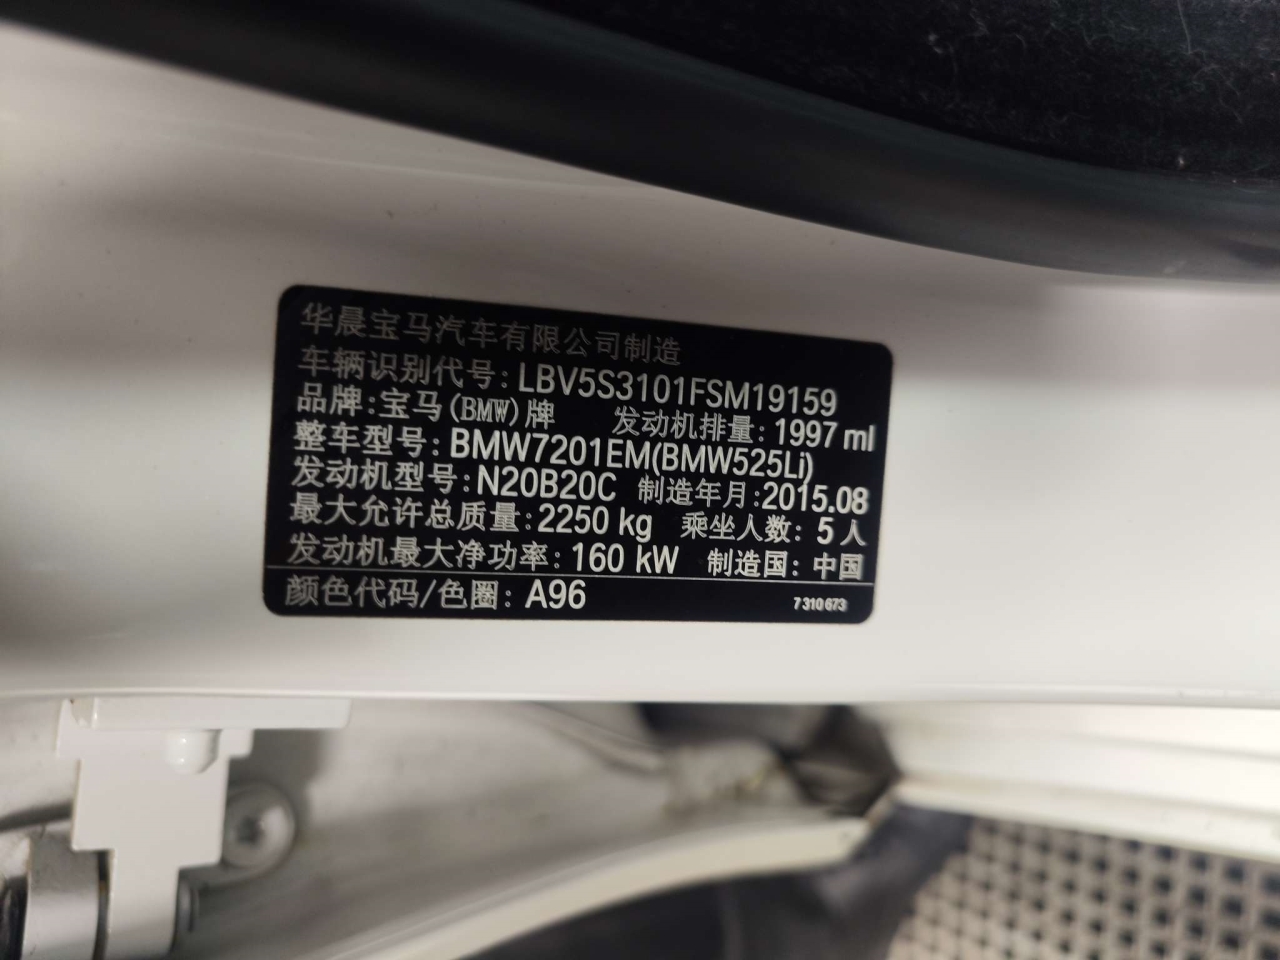 华晨宝马汽车有限公司制造
车辆识别代号：LBV5S3101FSM19159
品牌：宝马(BMW)牌 发动机排量：1997 ml
整车型号：BMW7201EM(BMW525Li)
发动机型号：N20B20C 制造年月：2015.08
最大允许总质量：2250 kg 乘坐人数：5人
发动机最大净功率：160 kW 制造国：中国
颜色代码/色圈：A96 7 310 673